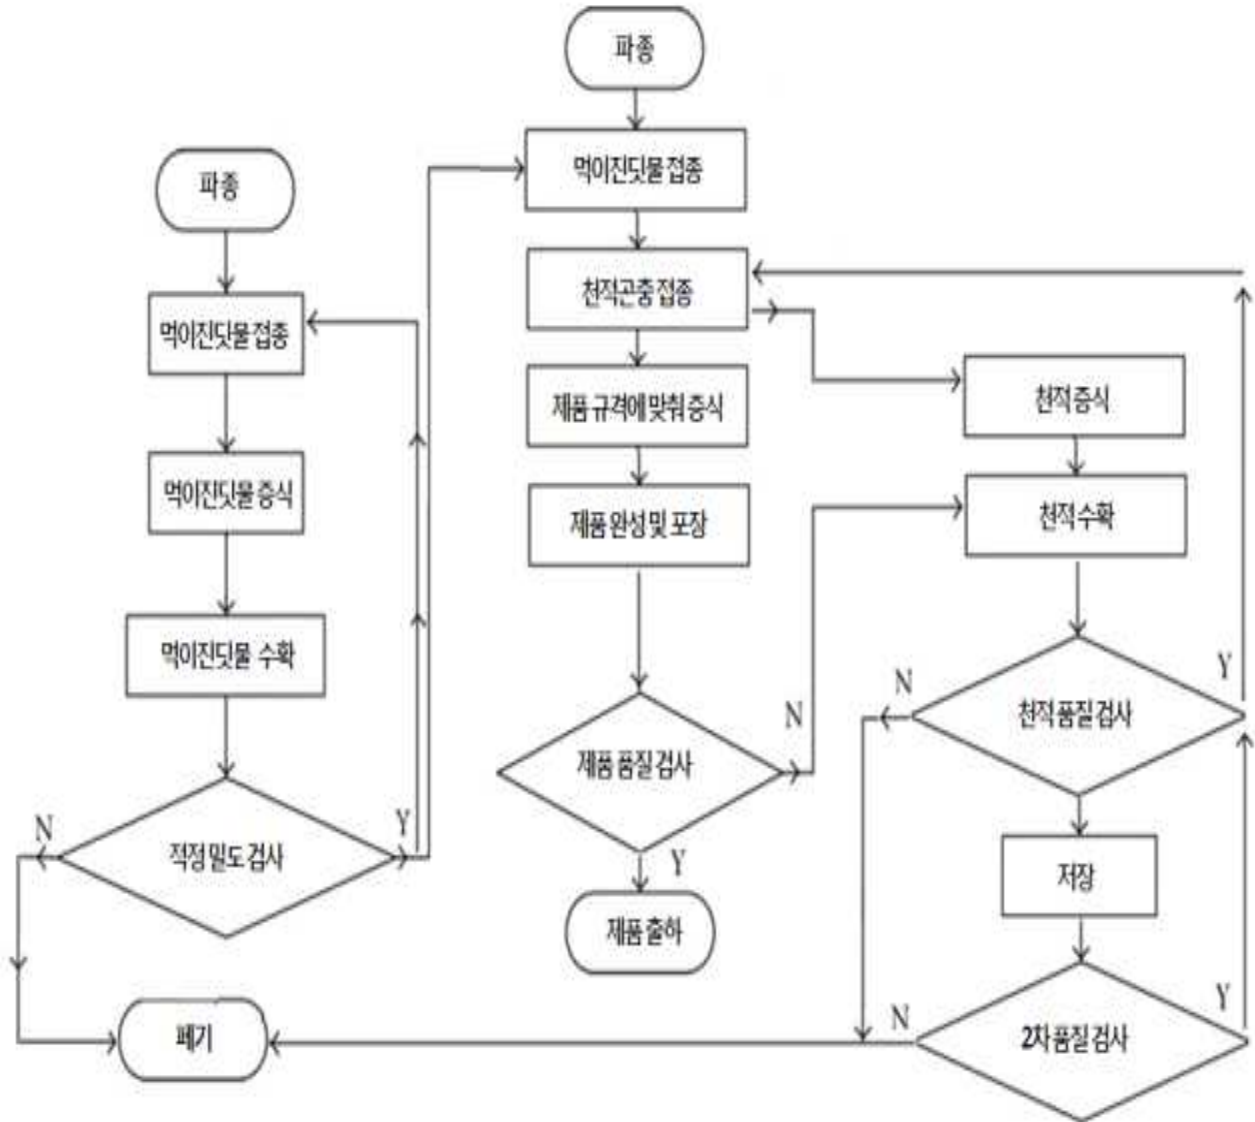 파종
먹이진딧물 접종
먹이진딧물 증식
먹이진딧물 수확
적정 밀도 검사
N
Y
폐기
파종
먹이진딧물 접종
천적곤충 접종
제품 규격에 맞춰 증식
제품 완성 및 포장
제품 품질 검사
N
Y
제품 출하
천적 증식
천적 수확
천적 품질 검사
N
Y
저장
2차 품질 검사
N
Y